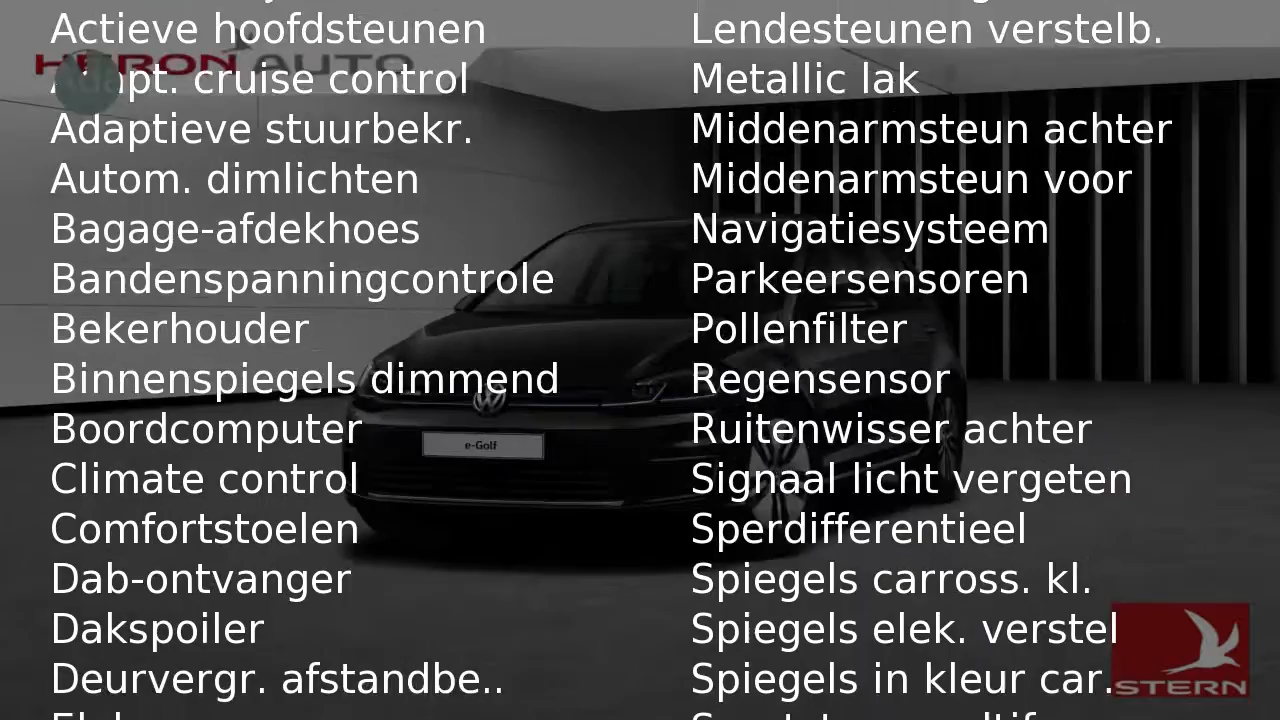 Actieve hoofdsteunen
Adapt. cruise control
Adaptieve stuurbekr.
Autom. dimlichten
Bagage-afdekhoes
Bandenspanningcontrole
Bekerhouder
Binnenspiegels dimmend
Boordcomputer
Climate control
Comfortstoelen
Dab-ontvanger
Dakspoiler
Deurvergr. afstandbe..
Lendesteunen verstelb.
Metallic lak
Middenarmsteun achter
Middenarmsteun voor
Navigatiesysteem
Parkeersensoren
Pollenfilter
Regensensor
Ruitenwisser achter
Signaal licht vergeten
Sperdifferentieel
Spiegels carross. kl.
Spiegels elek. verstel
Spiegels in kleur car.
AUTO
e-Golf
STERN